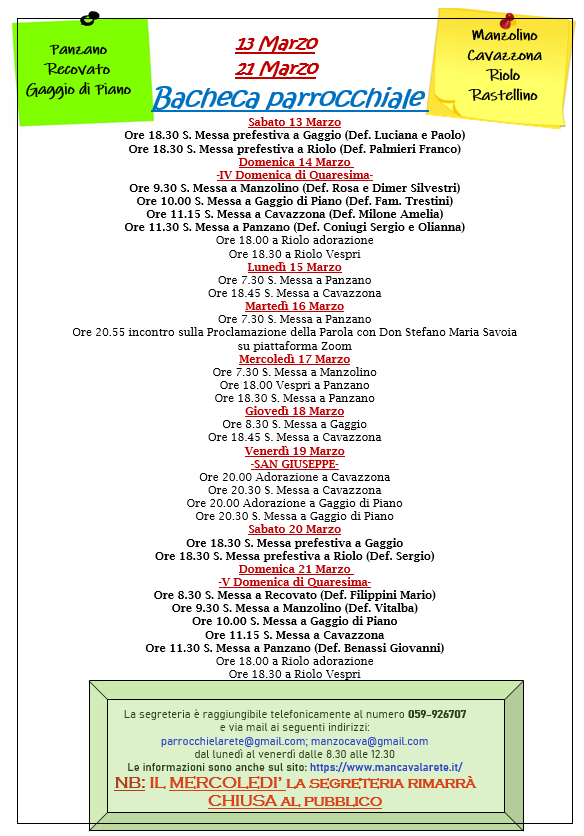 Panzano
Recovato
Gaggio di Piano
13 Marzo
21 Marzo
Manzolino
Cavazzona
Riolo
Rastellino
Bacheca parrocchiale
Sabato 13 Marzo
Ore 18.30 S. Messa prefestiva a Gaggio (Def. Luciana e Paolo)
Ore 18.30 S. Messa prefestiva a Riolo (Def. Palmieri Franco)
Domenica 14 Marzo
-IV Domenica di Quaresima-
Ore 9.30 S. Messa a Manzolino (Def. Rosa e Dimer Silvestri)
Ore 10.00 S. Messa a Gaggio di Piano (Def. Fam. Trestini)
Ore 11.15 S. Messa a Cavazzona (Def. Milone Amelia)
Ore 11.30 S. Messa a Panzano (Def. Coniugi Sergio e Olianna)
Ore 18.00 a Riolo adorazione
Ore 18.30 a Riolo Vespri
Lunedì 15 Marzo
Ore 7.30 S. Messa a Panzano
Ore 18.45 S. Messa a Cavazzona
Martedì 16 Marzo
Ore 7.30 S. Messa a Panzano
Ore 20.55 incontro sulla Proclamazione della Parola con Don Stefano Maria Savoia
su piattaforma Zoom
Mercoledì 17 Marzo
Ore 7.30 S. Messa a Manzolino
Ore 18.00 Vespri a Panzano
Ore 18.30 S. Messa a Panzano
Giovedì 18 Marzo
Ore 8.30 S. Messa a Gaggio
Ore 18.45 S. Messa a Cavazzona
Venerdì 19 Marzo
-SAN GIUSEPPE-
Ore 20.00 Adorazione a Cavazzona
Ore 20.30 S. Messa a Cavazzona
Ore 20.00 Adorazione a Gaggio di Piano
Ore 20.30 S. Messa a Gaggio di Piano
Sabato 20 Marzo
Ore 18.30 S. Messa prefestiva a Gaggio
Ore 18.30 S. Messa prefestiva a Riolo (Def. Sergio)
Domenica 21 Marzo
-V Domenica di Quaresima-
Ore 8.30 S. Messa a Recovato (Def. Filippini Mario)
Ore 9.30 S. Messa a Manzolino (Def. Vitalba)
Ore 10.00 S. Messa a Gaggio di Piano
Ore 11.15 S. Messa a Cavazzona
Ore 11.30 S. Messa a Panzano (Def. Benassi Giovanni)
Ore 18.00 a Riolo adorazione
Ore 18.30 a Riolo Vespri
La segreteria è raggiungibile telefonicamente al numero 059-926707
e via mail ai seguenti indirizzi:
parrocchielarete@gmail.com; manzocava@gmail.com
dal lunedì al venerdì dalle 8.30 alle 12.30
Le informazioni sono anche sul sito: https://www.mancavalarete.it/
NB: IL MERCOLEDI' LA SEGRETERIA RIMARRÀ
CHIUSA AL PUBBLICO